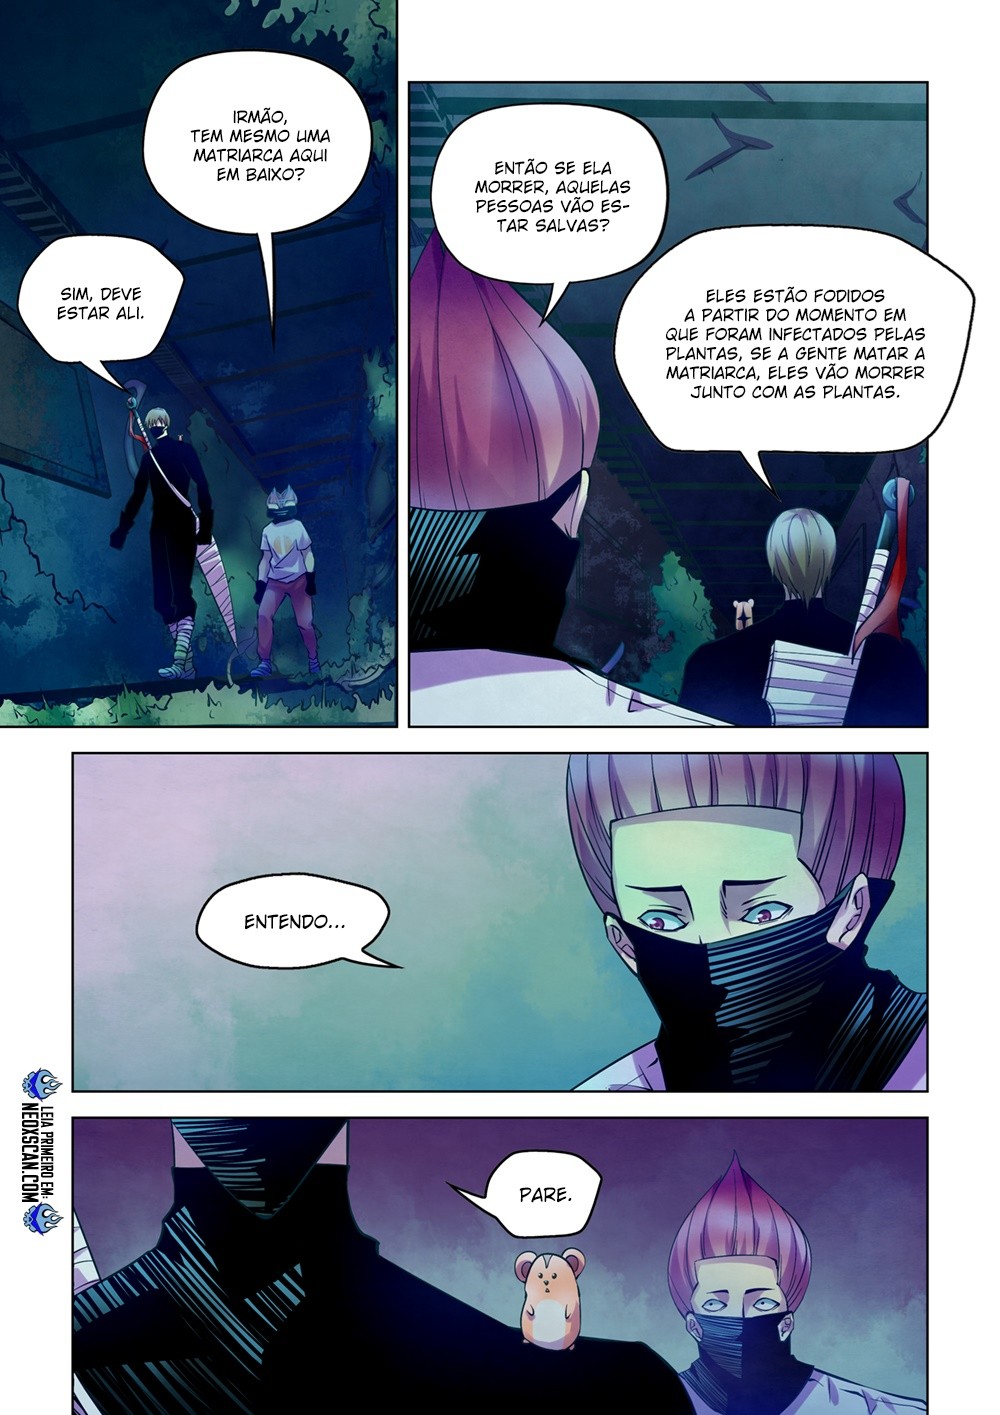 IRMÃO,
TEM MESMO UMA
MATRIARCA AQUI
EM BAIXO?
SIM, DEVE
ESTAR ALI.
ENTÃO SE ELA
MORRER, AQUELAS
PESSOAS VÃO ES-
TAR SALVAS?
ELES ESTÃO FODIDOS
A PARTIR DO MOMENTO EM
QUE FORAM INFECTADOS PELAS
PLANTAS, SE A GENTE MATAR A
MATRIARCA, ELES VÃO MORRER
JUNTO COM AS PLANTAS.
ENTENDO...
PARE.
LEIA PRIMEIRO EM:
NEOXSCAN.COM